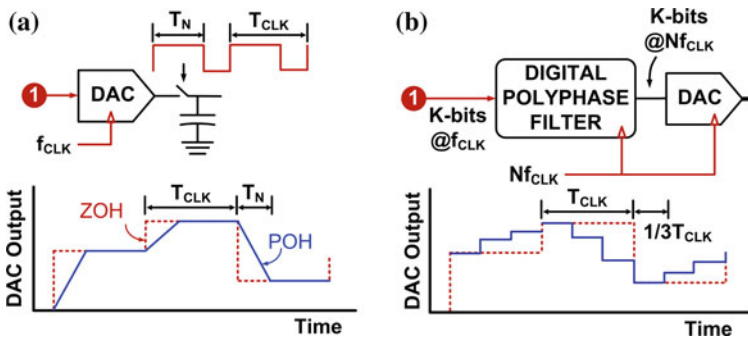 (a)
T_N
T_CLK
1
DAC
f_CLK
DAC Output
ZOH
T_CLK
T_N
POH
Time
(b)
K-bits
@Nf_CLK
1
K-bits
@f_CLK
DIGITAL
POLYPHASE
FILTER
DAC
Nf_CLK
DAC Output
T_CLK
1/3T_CLK
Time